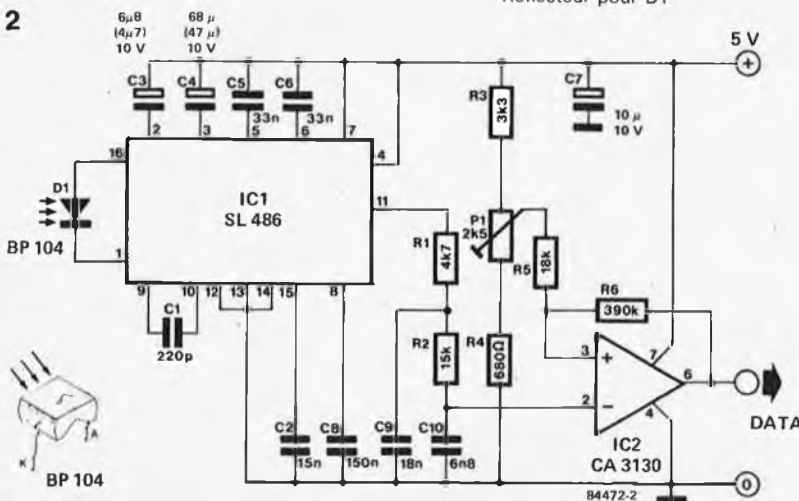 2
Réflecteur pour D1
6µ8
(4µ7)
10 V
68 µ
(47 µ)
10 V
5 V
+
C3
C4
C5
33n
C6
33n
R3
3k3
C7
10 µ
10 V
2
3
5
6
7
16
4
D1
IC1
SL 486
11
P1
2k5
R1
4k7
R5
18k
BP 104
1
R6
390k
9
10
12
13
14
15
8
C1
220p
R2
15k
R4
680Ω
3
+
7
6
2
−
4
DATA
IC2
CA 3130
K
A
BP 104
C2
15n
C8
150n
C9
18n
C10
6n8
84472-2
0